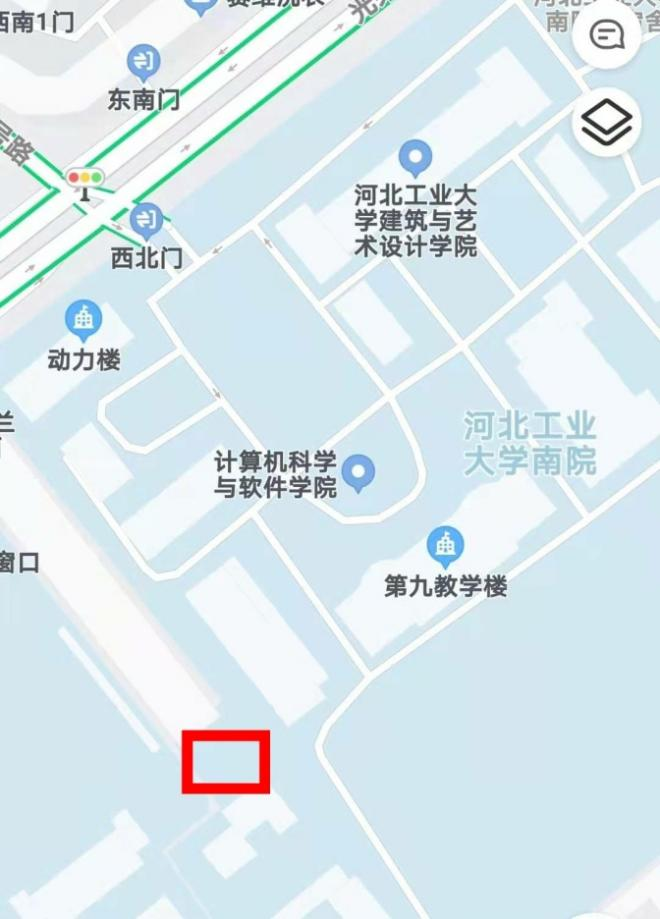 西南1门
东南门
河北工业大
学建筑与艺
术设计学院
西北门
动力楼
河北工业
大学南院
计算机科学
与软件学院
窗口
第九教学楼